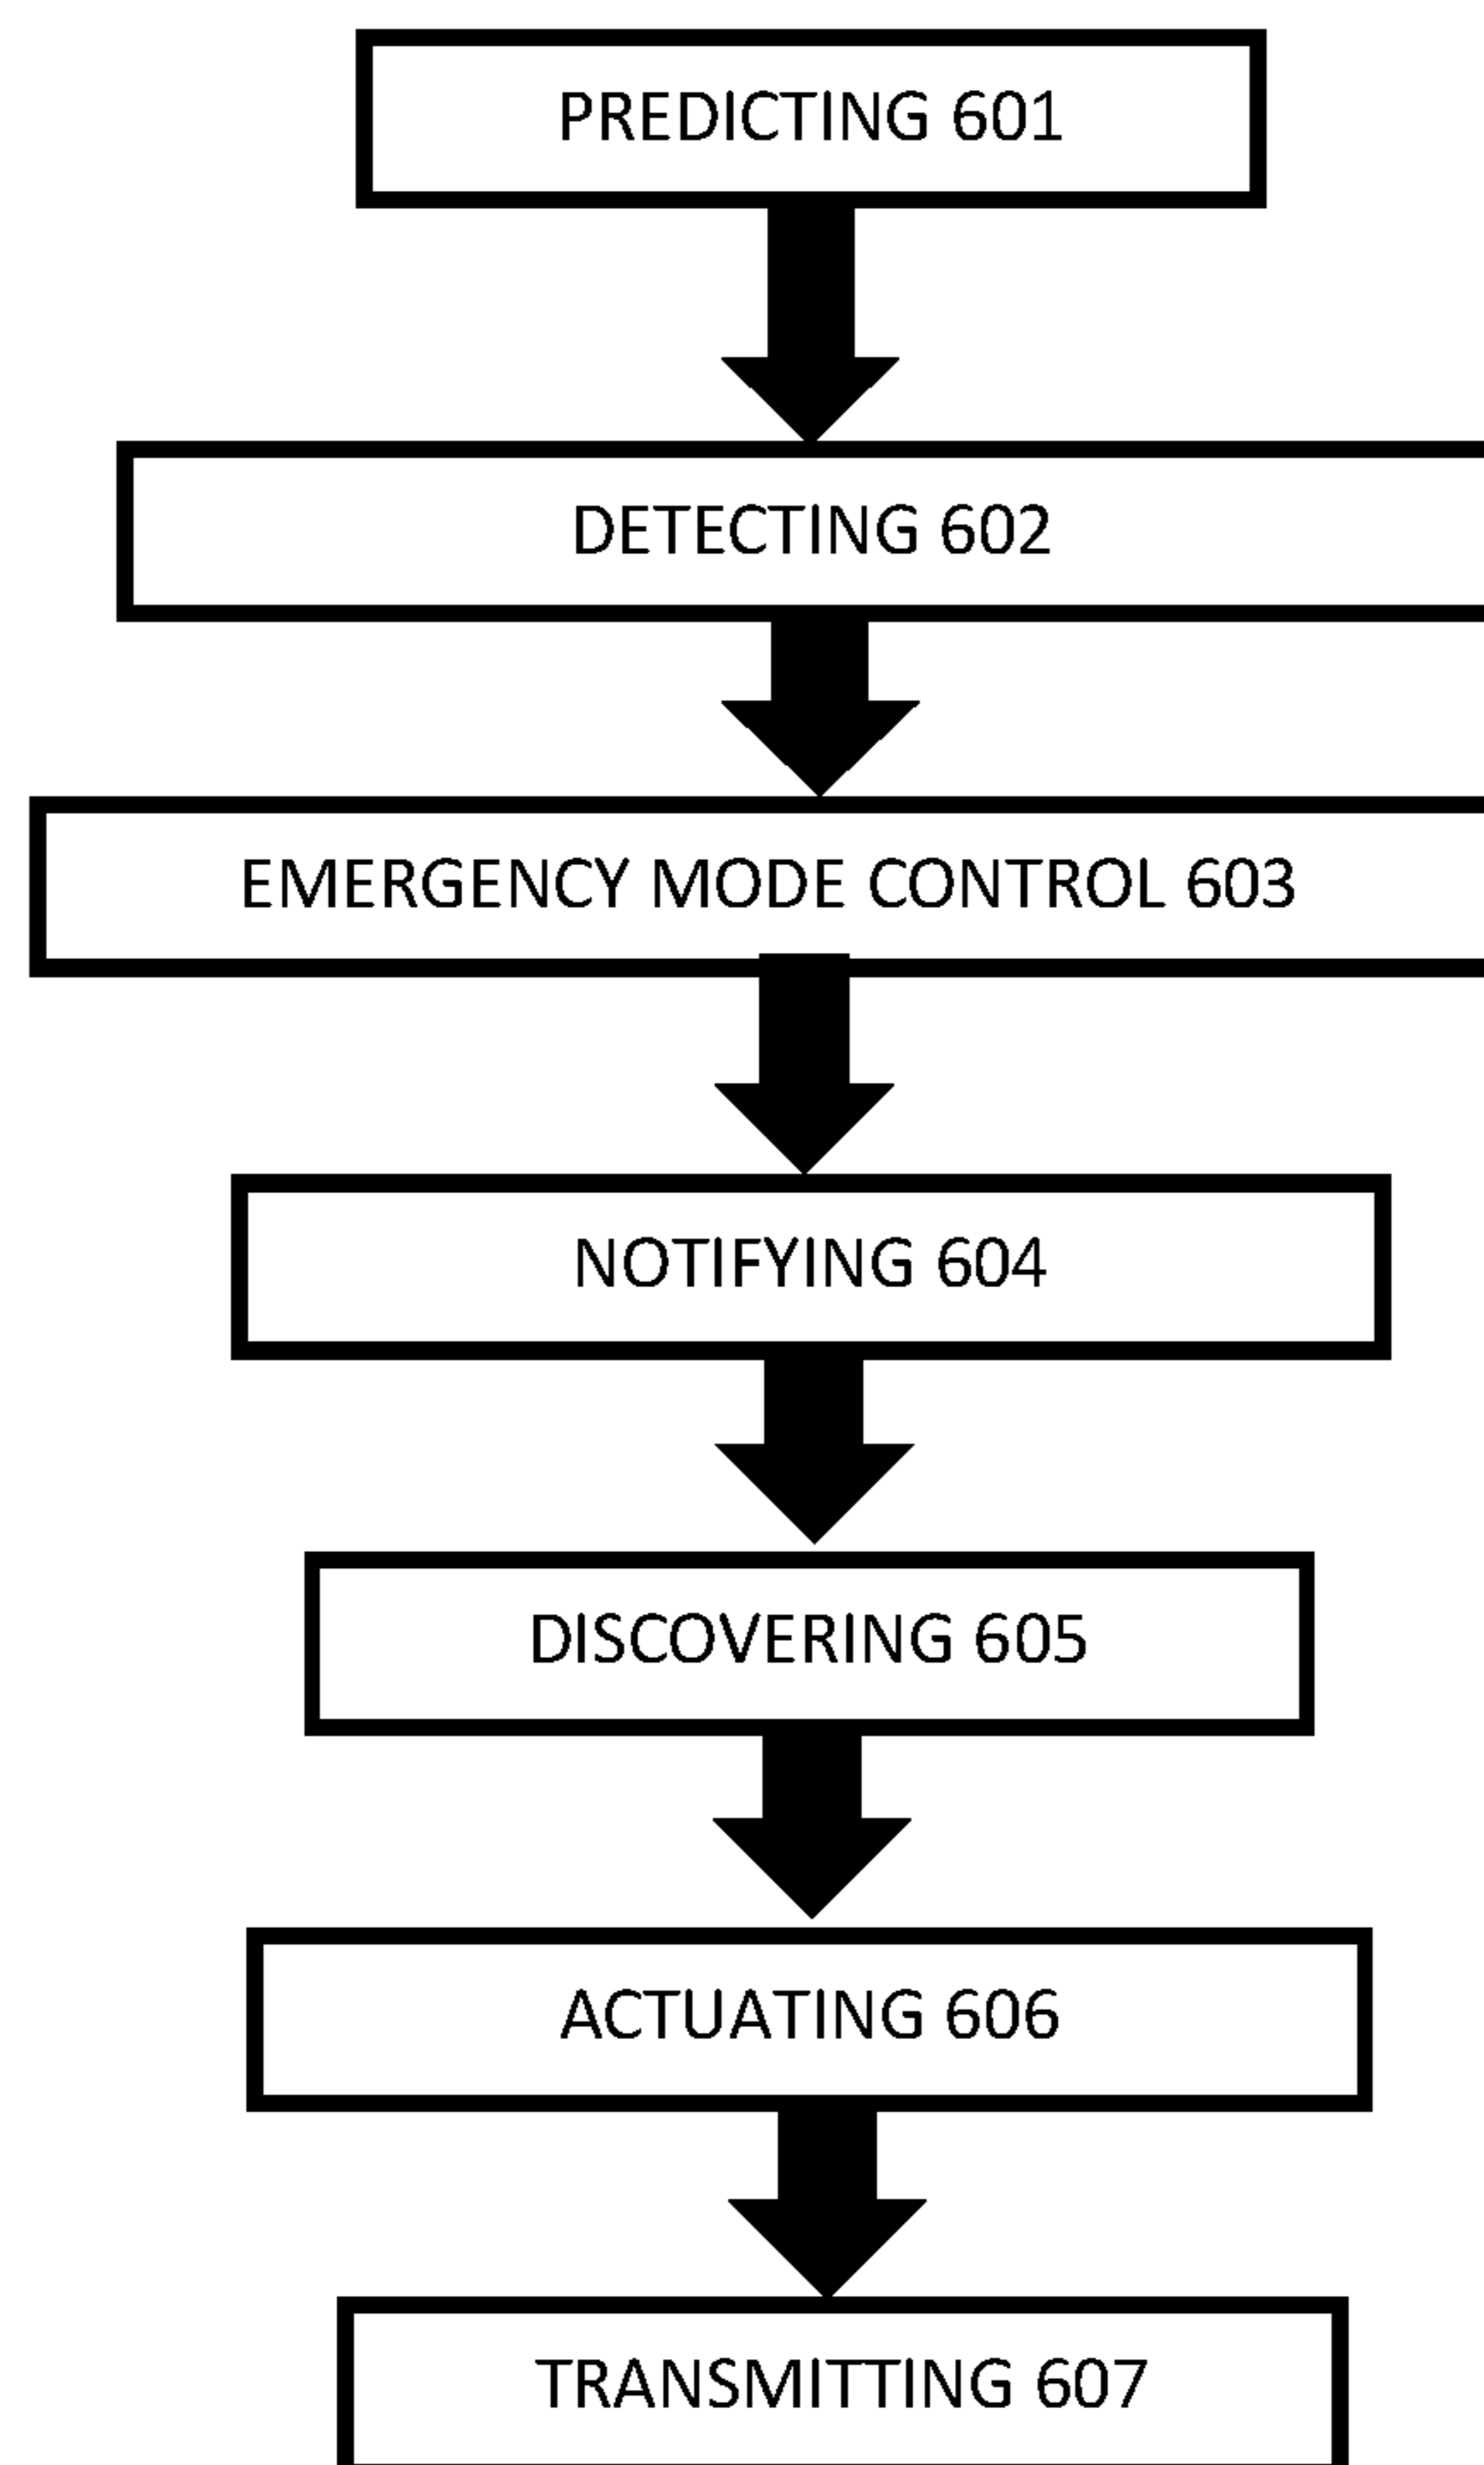 PREDICTING 601
DETECTING 602
EMERGENCY MODE CONTROL 603
NOTIFYING 604
DISCOVERING 605
ACTUATING 606
TRANSMITTING 607